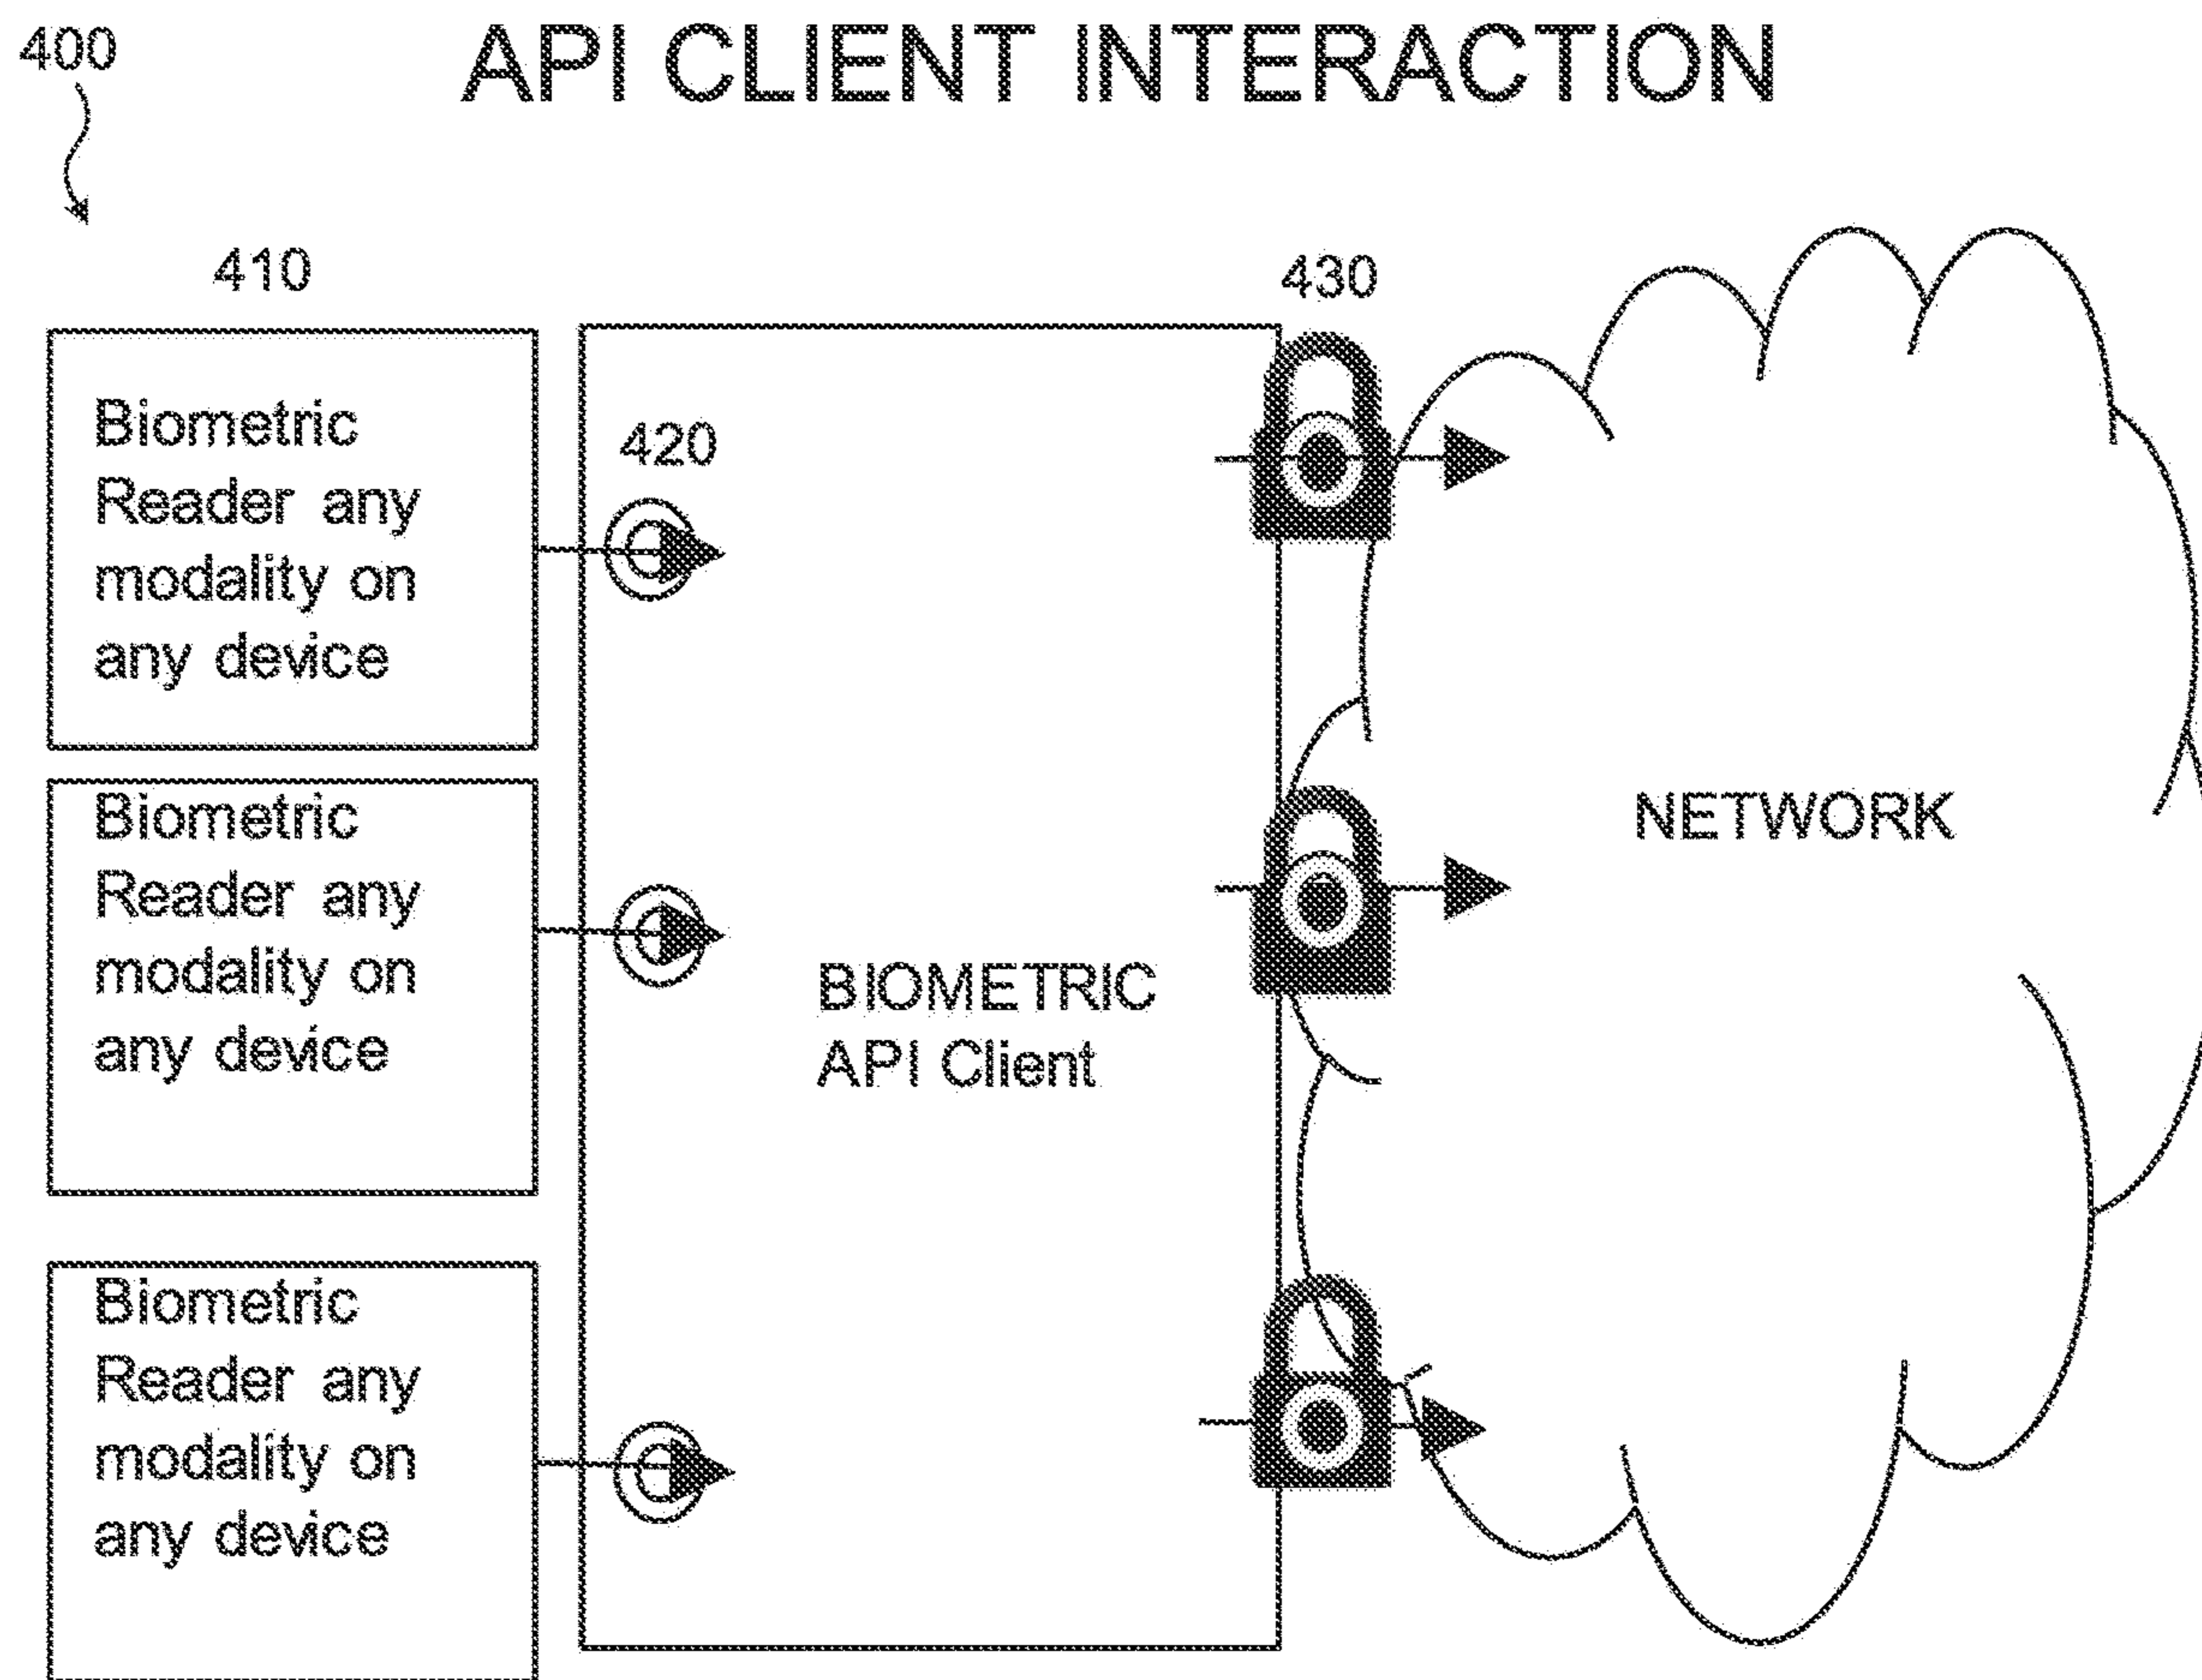 400
API CLIENT INTERACTION
410
430
Biometric
Reader any
modality on
any device
420
Biometric
Reader any
modality on
any device
BIOMETRIC
API Client
NETWORK
Biometric
Reader any
modality on
any device